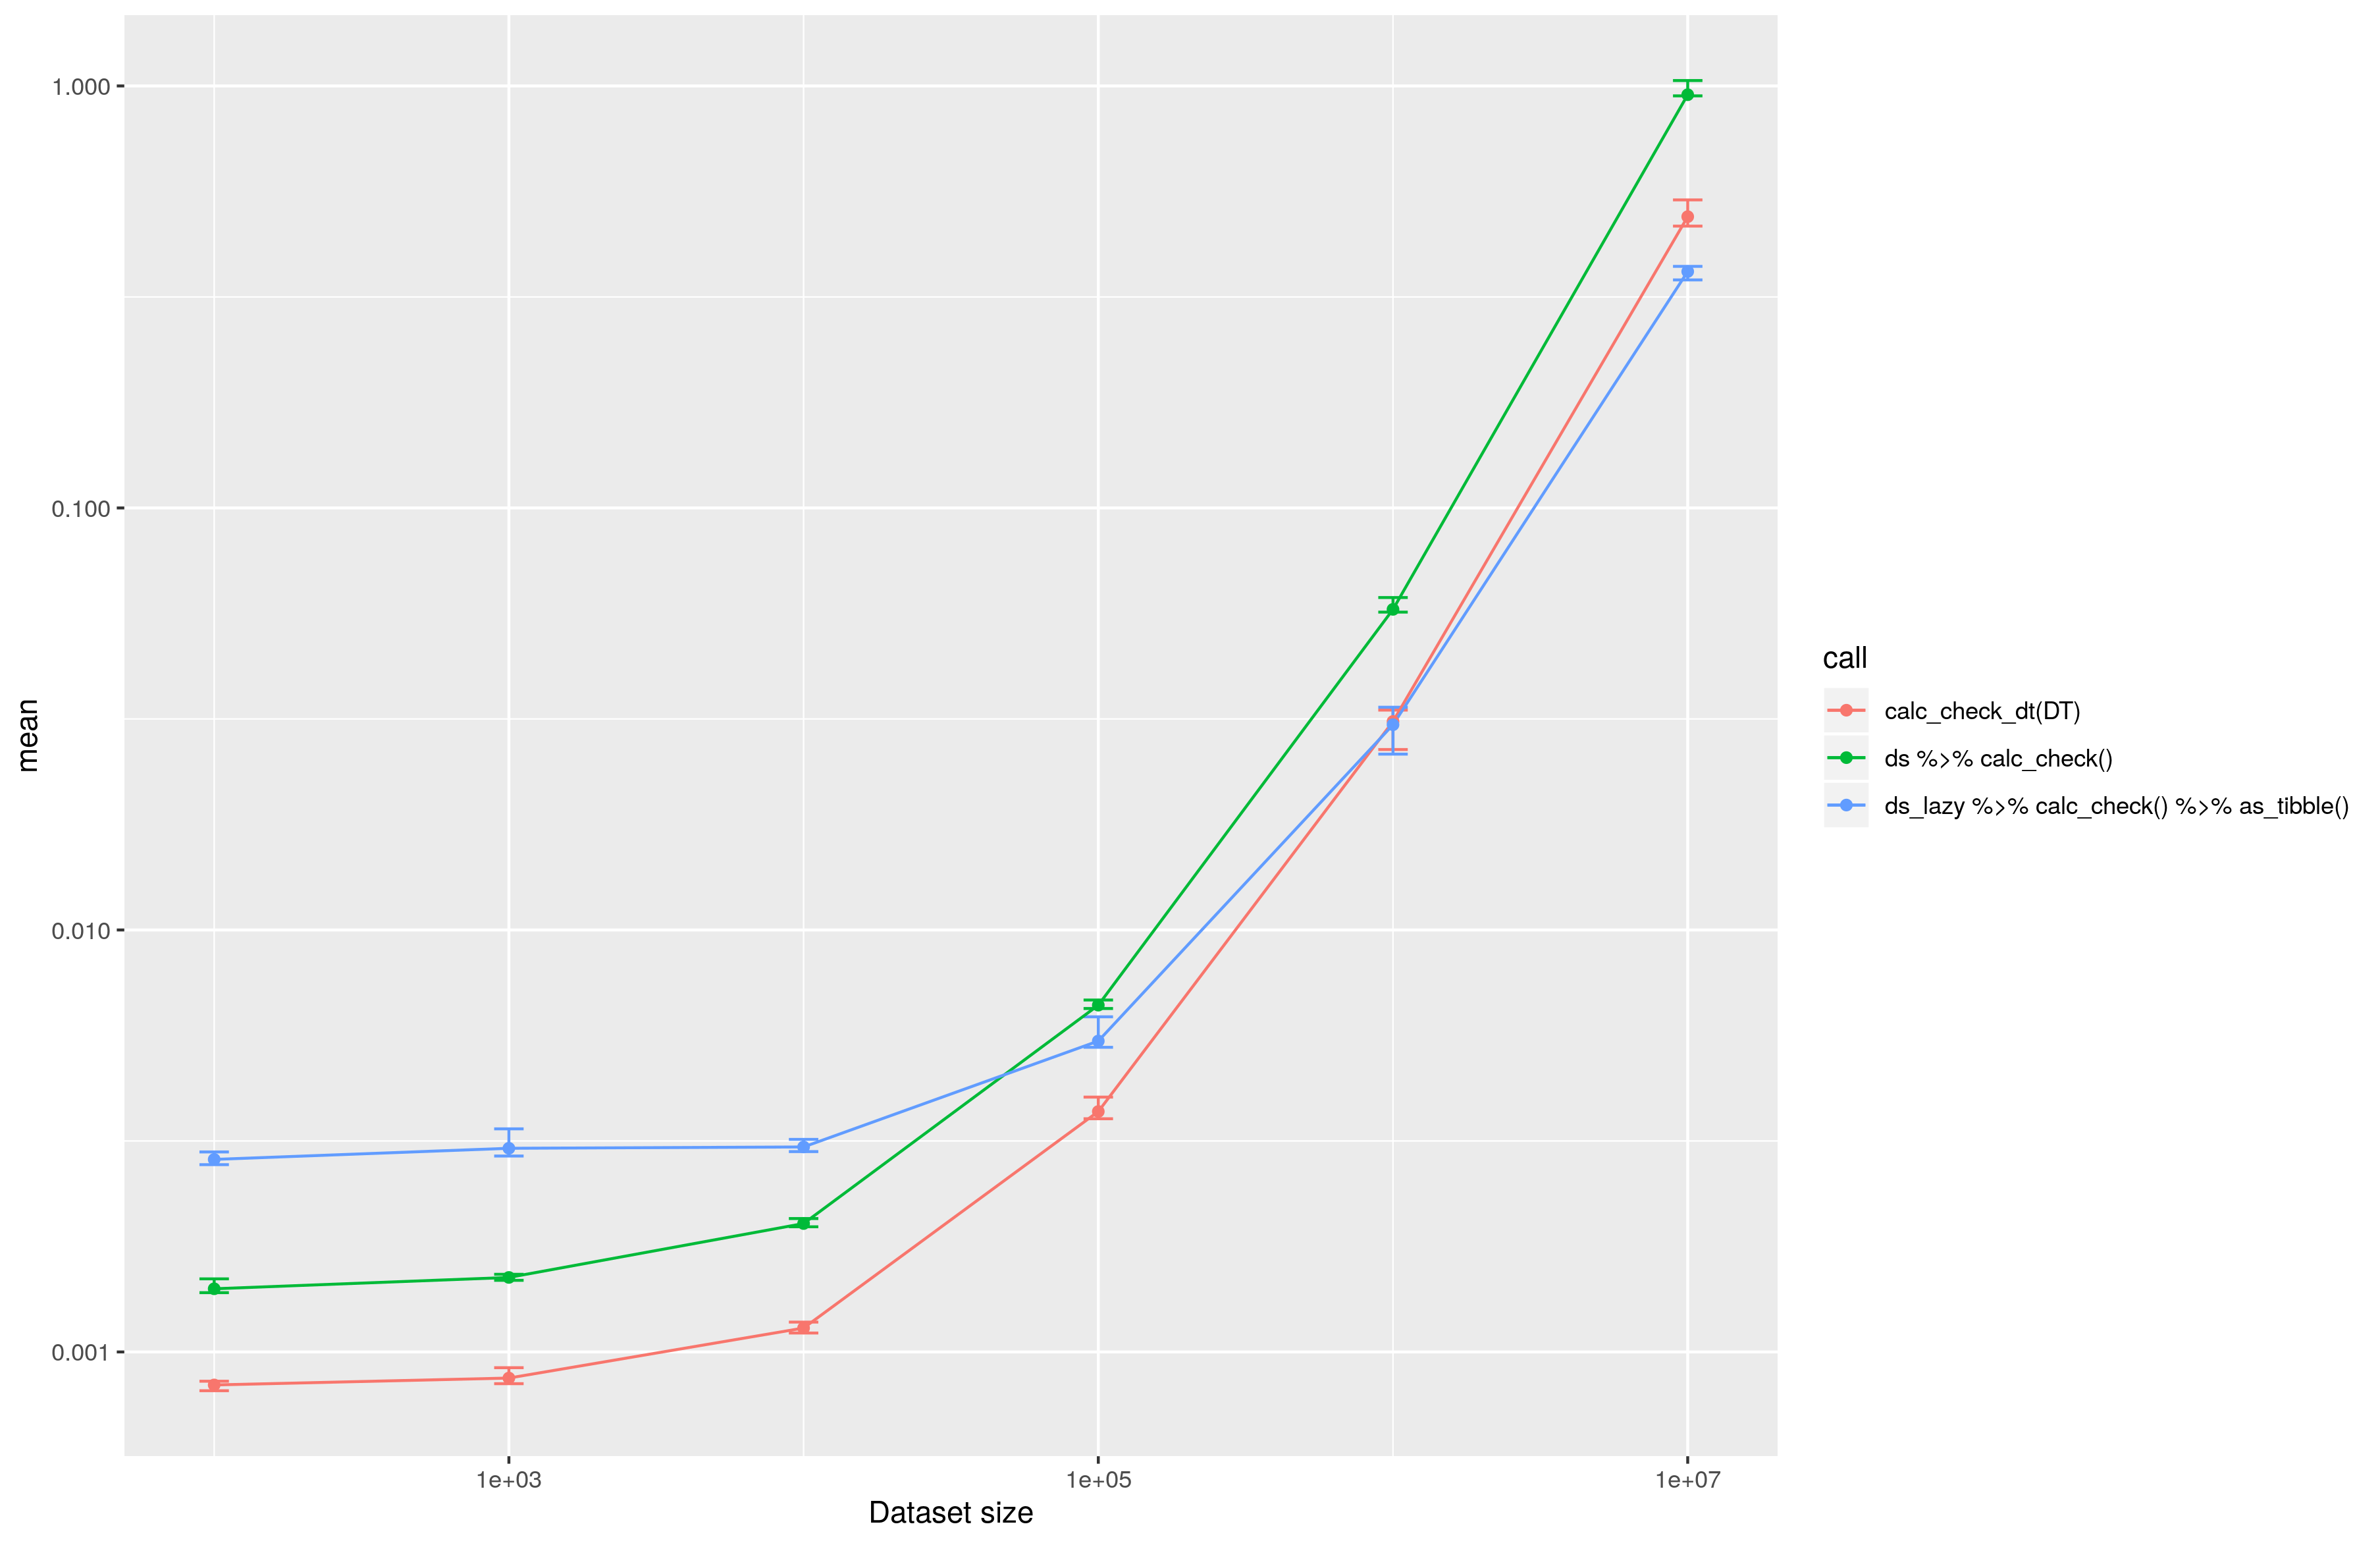 1.000
0.100
0.010
0.001
mean
1e+03
1e+05
1e+07
Dataset size
call
calc_check_dt(DT)
ds %>% calc_check()
ds_lazy %>% calc_check() %>% as_tibble()